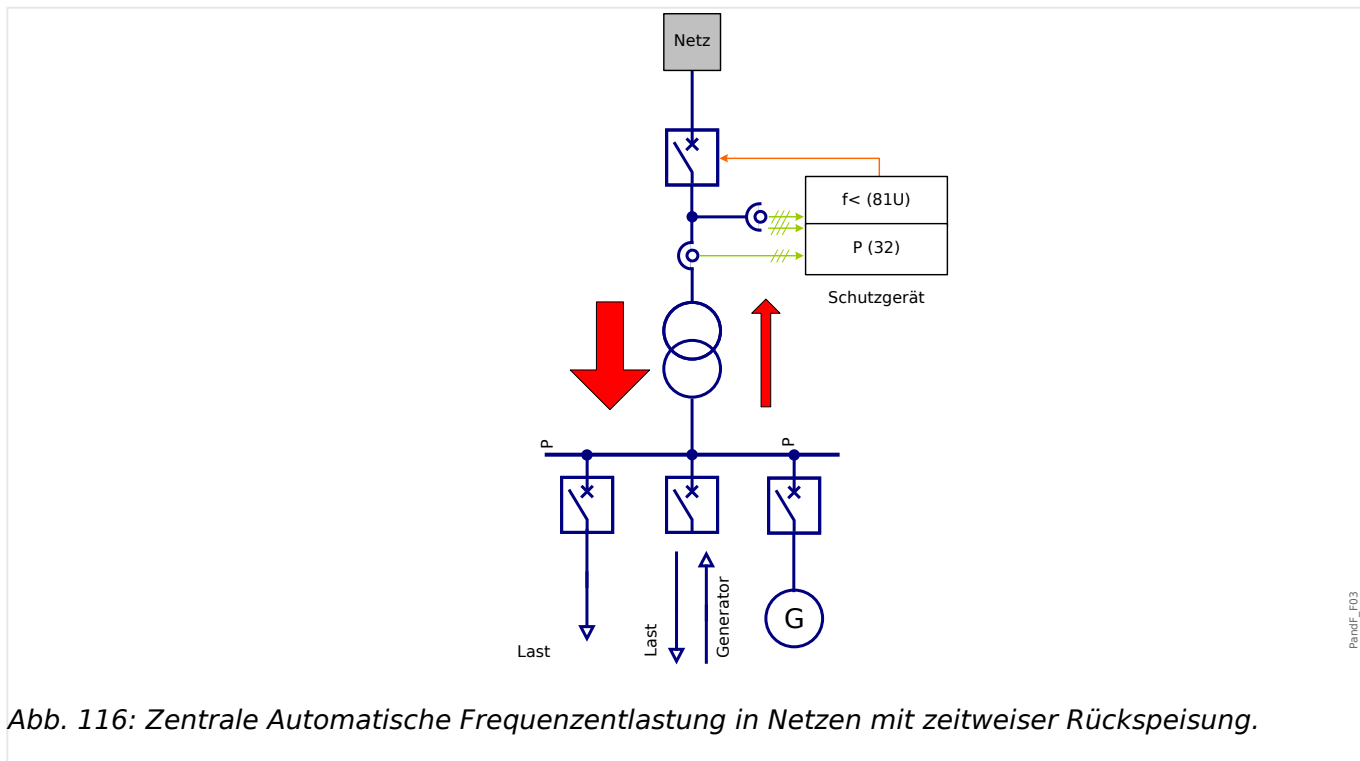 Netz
f< (81U)
P (32)
Schutzgerät
P
P
Last
Last
Generator
G
PandF_F03
Abb. 116: Zentrale Automatische Frequenzentlastung in Netzen mit zeitweiser Rückspeisung.